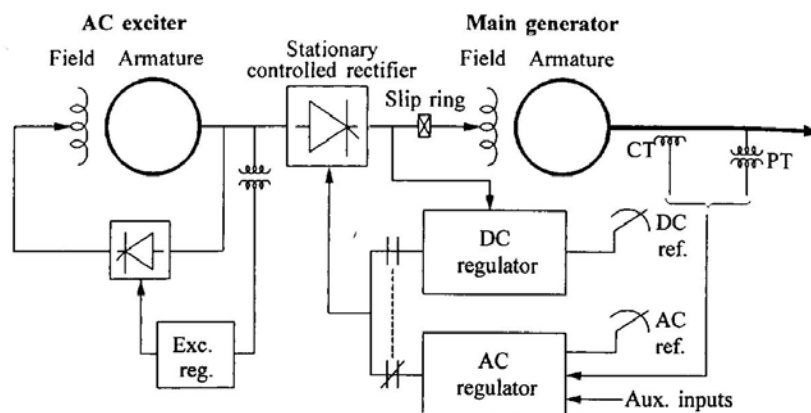 AC exciter
Main generator
Field Armature
Stationary
controlled rectifier
Field Armature
Slip ring
CT
PT
DC
regulator
DC
ref.
Exc.
reg.
AC
regulator
AC
ref.
Aux. inputs